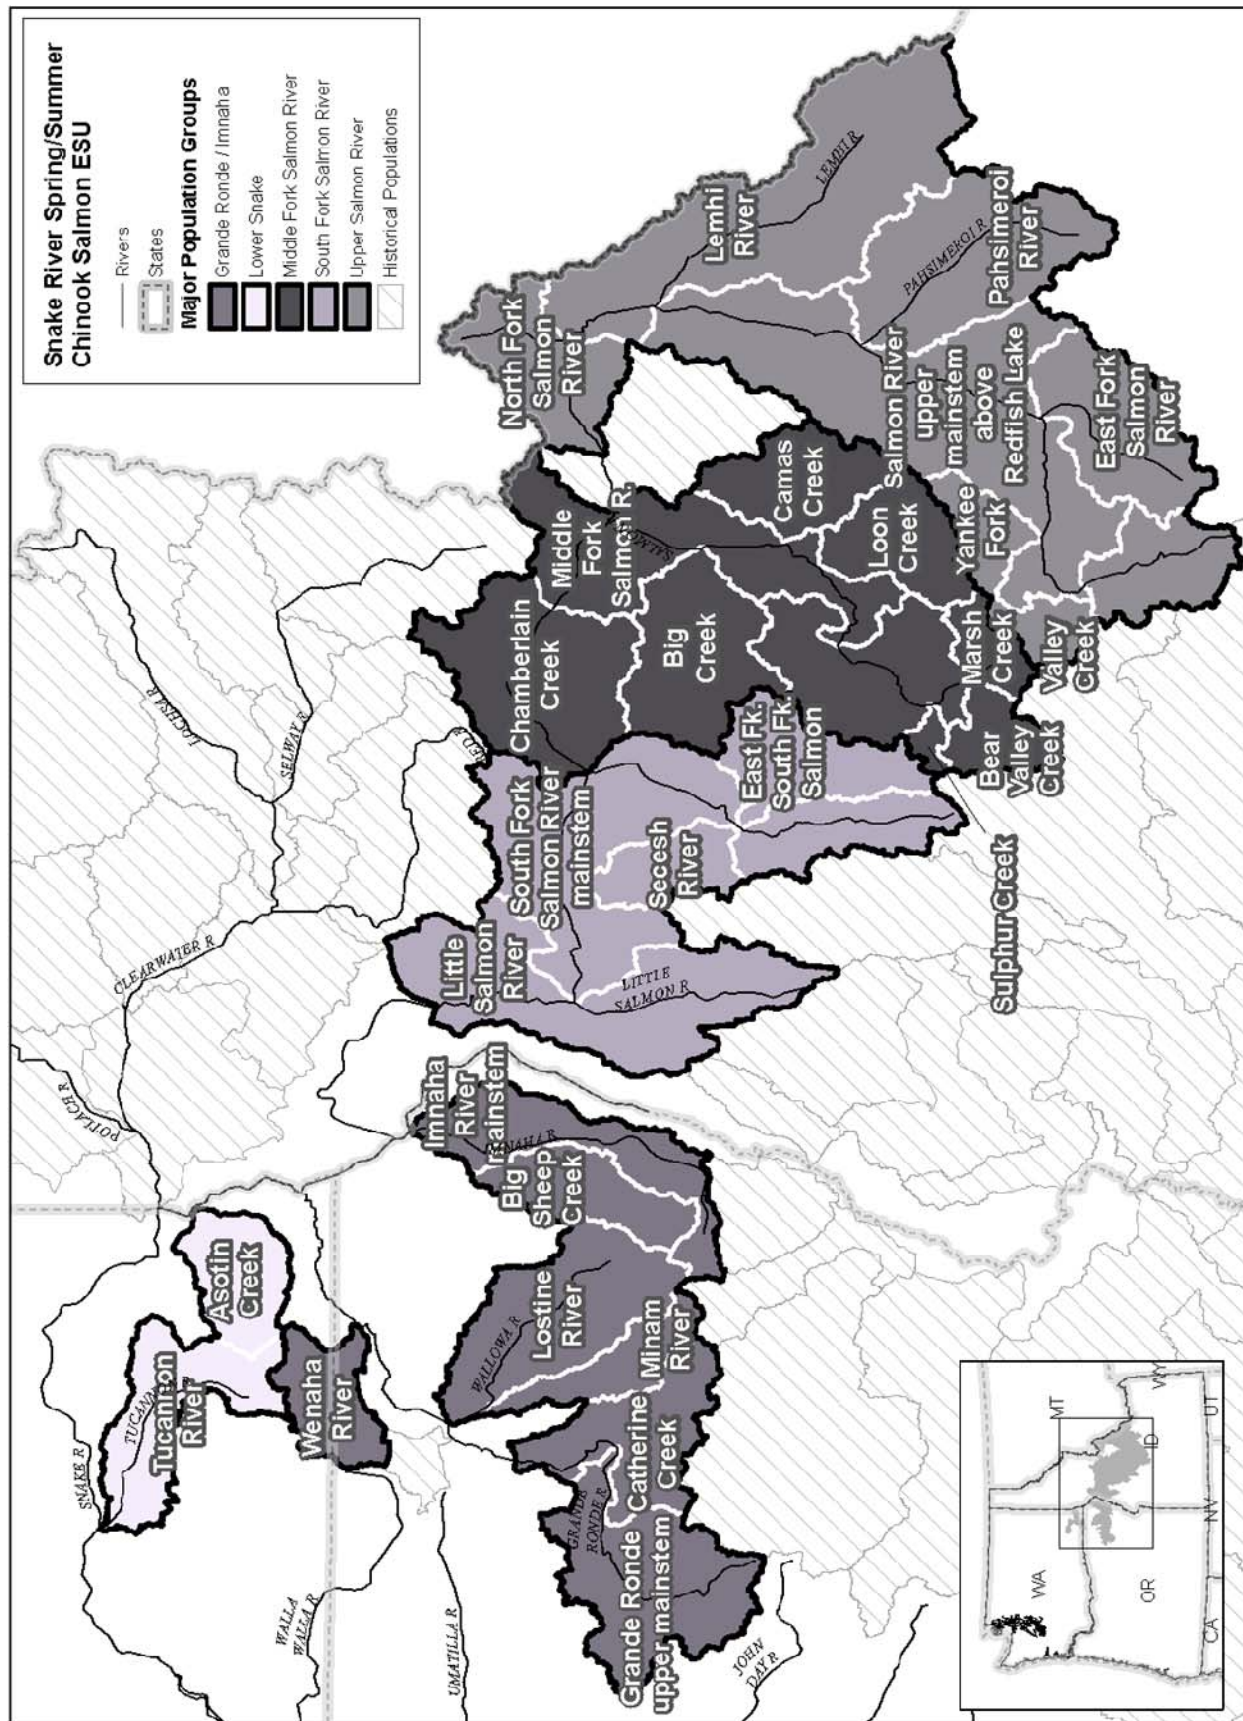 Snake River Spring/Summer
Chinook Salmon ESU
Rivers
States
Major Population Groups
Grande Ronde / Imnaha
Lower Snake
Middle Fork Salmon River
South Fork Salmon River
Upper Salmon River
Historical Populations
SNAKE R
TUCANN
Tucannon
River
Asotin
Creek
Wenaha
River
WALLA
WALLA R
UMATILLA R
JOHN
DAY R
POTLACH R
CLEARWATER R
LOCHSA R
SELWAY R
RED R
WALLOWA R
Lostine
River
Minam
River
Catherine
Creek
GRANDE
RONDE R
Grande Ronde
upper mainstem
Imnaha
River
mainstem
IMNAHA R
Big
Sheep
Creek
Little
Salmon
River
LITTLE
SALMON R
South Fork
Salmon River
mainstem
Secesh
River
East Fk.
South Fk.
Salmon
Chamberlain
Creek
Middle
Fork
Salmon R.
Big
Creek
Camas
Creek
Loon
Creek
Marsh
Creek
Bear
Valley
Creek
Sulphur Creek
North Fork
Salmon
River
Lemhi
River
LEMHI R
PAHSIMEROI R
Pahsimeroi
River
Salmon River
upper
mainstem
above
Redfish Lake
East Fork
Salmon
River
Yankee
Fork
Valley
Creek
WA
MT
OR
ID
WY
CA
NV
UT